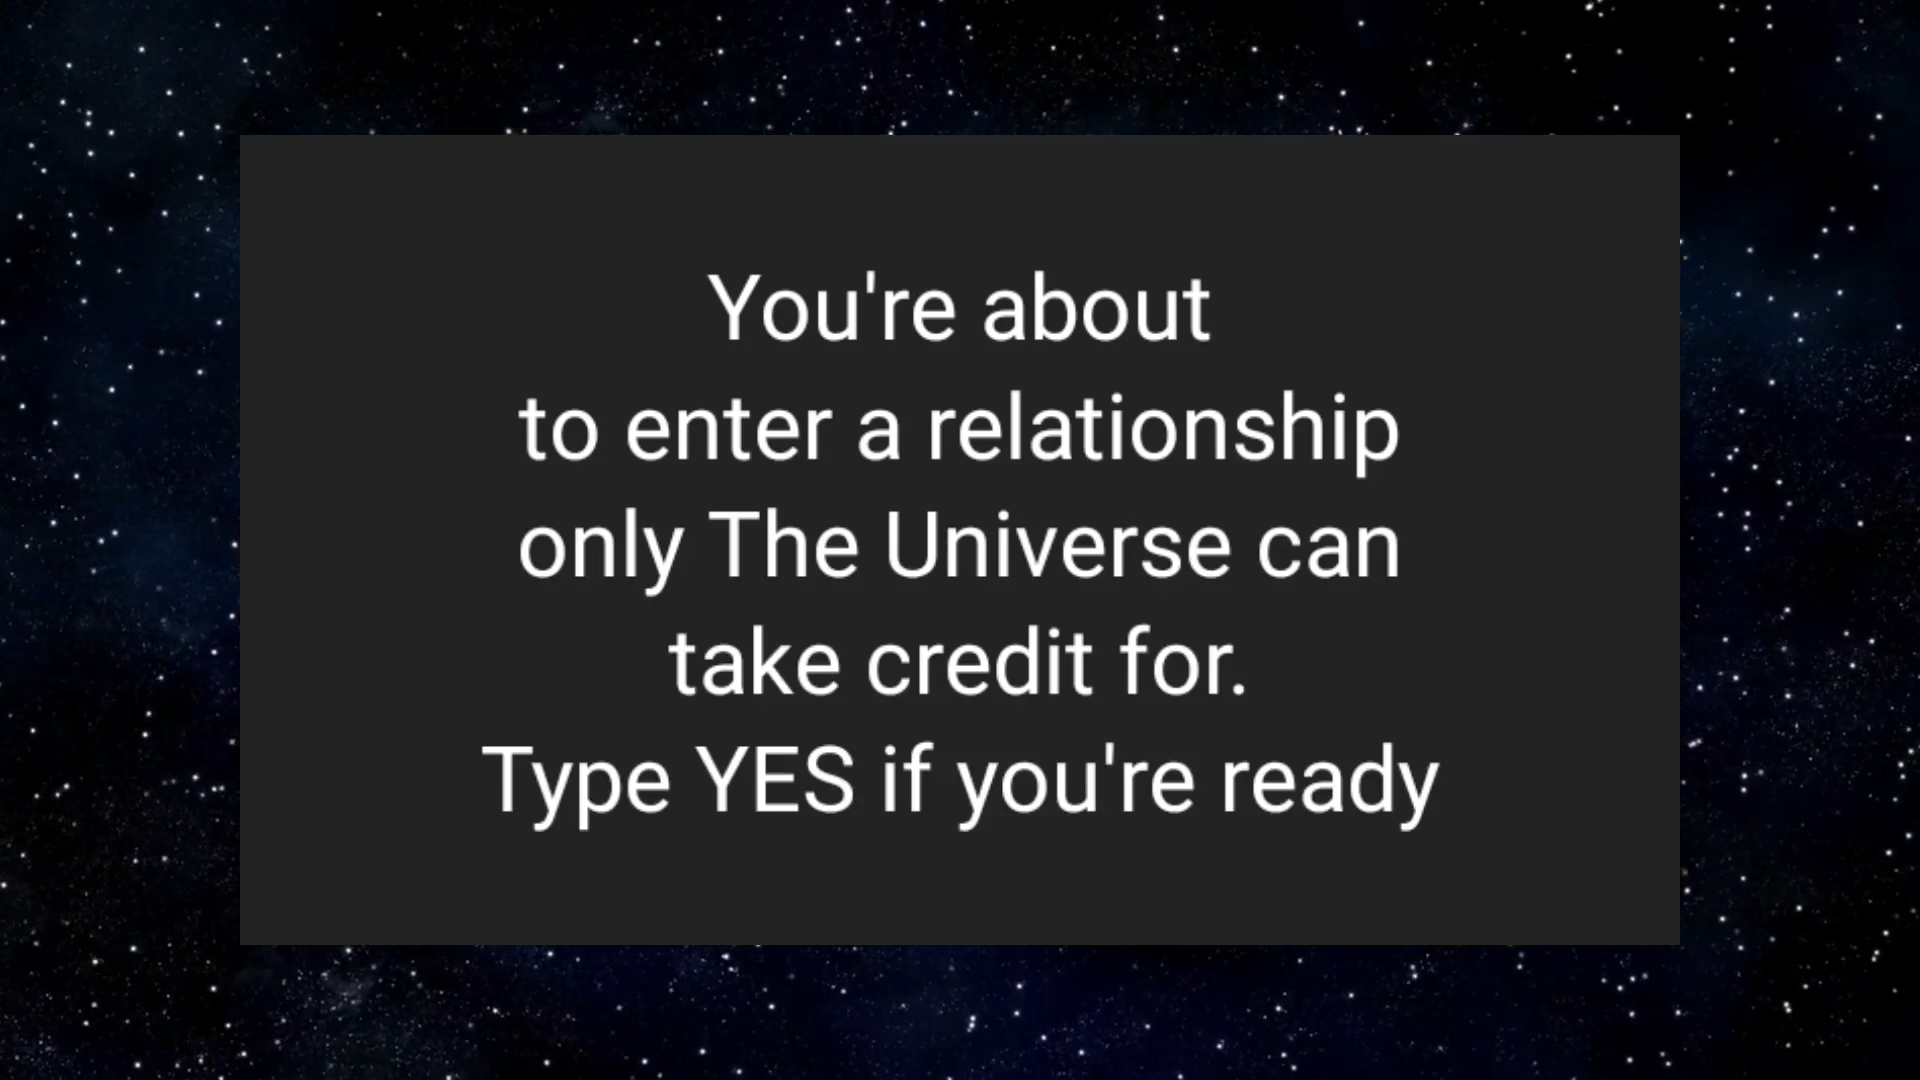 You're about
to enter a relationship
only The Universe can
take credit for.
Type YES if you're ready